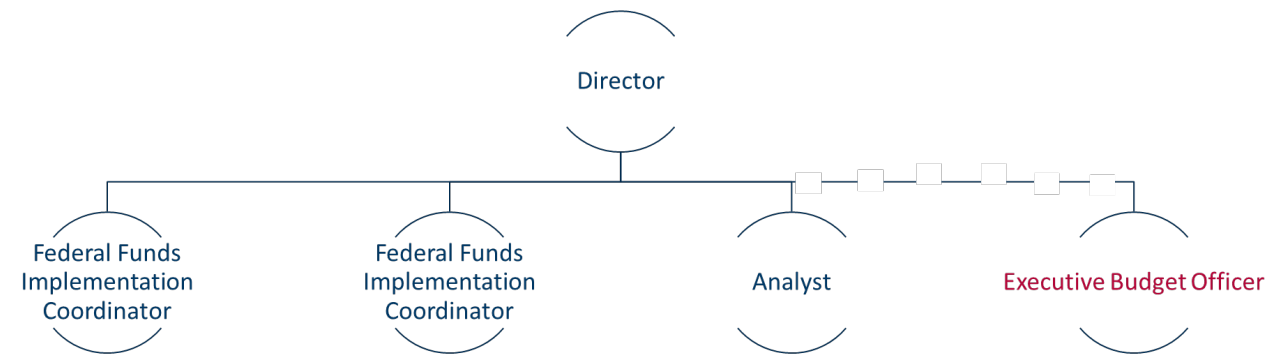 Director
Federal Funds
Implementation
Coordinator
Federal Funds
Implementation
Coordinator
Analyst
Executive Budget Officer